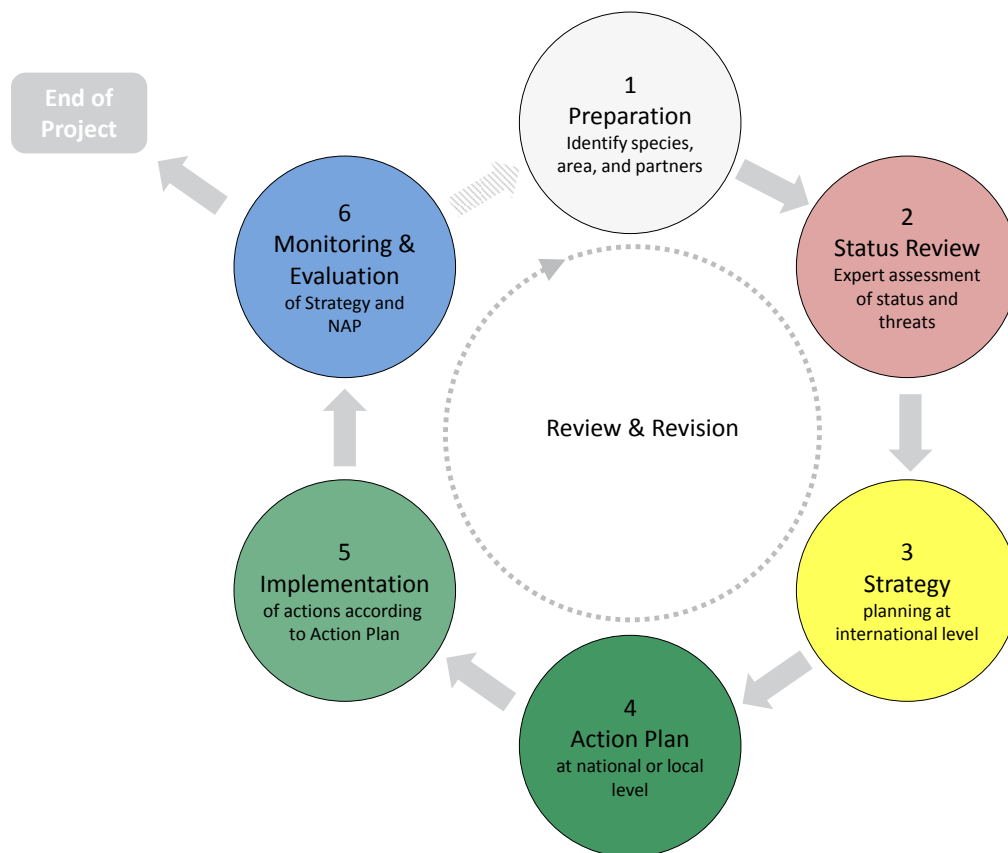 End of
Project
1
Preparation
Identify species,
area, and partners
2
Status Review
Expert assessment
of status and
threats
3
Strategy
planning at
international level
4
Action Plan
at national or local
level
5
Implementation
of actions according
to Action Plan
6
Monitoring &
Evaluation
of Strategy and
NAP
Review & Revision